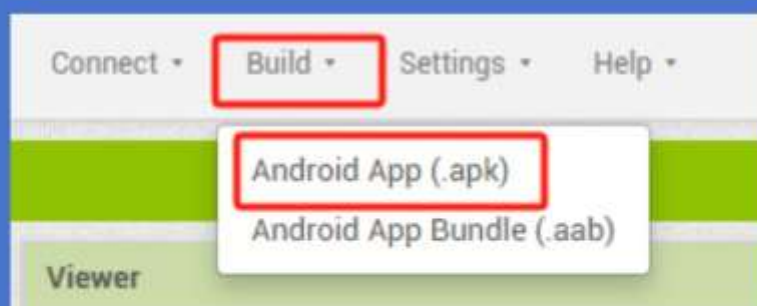 Connect Build Settings Help
Android App (.apk)
Android App Bundle (.aab)
Viewer